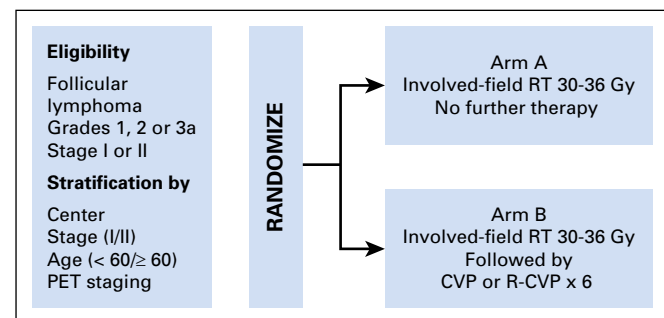 Eligibility
Follicular
lymphoma
Grades 1, 2 or 3a
Stage I or II
Stratification by
Center
Stage (I/II)
Age (< 60/≥ 60)
PET staging
RANDOMIZE
Arm A
Involved-field RT 30-36 Gy
No further therapy
Arm B
Involved-field RT 30-36 Gy
Followed by
CVP or R-CVP x 6